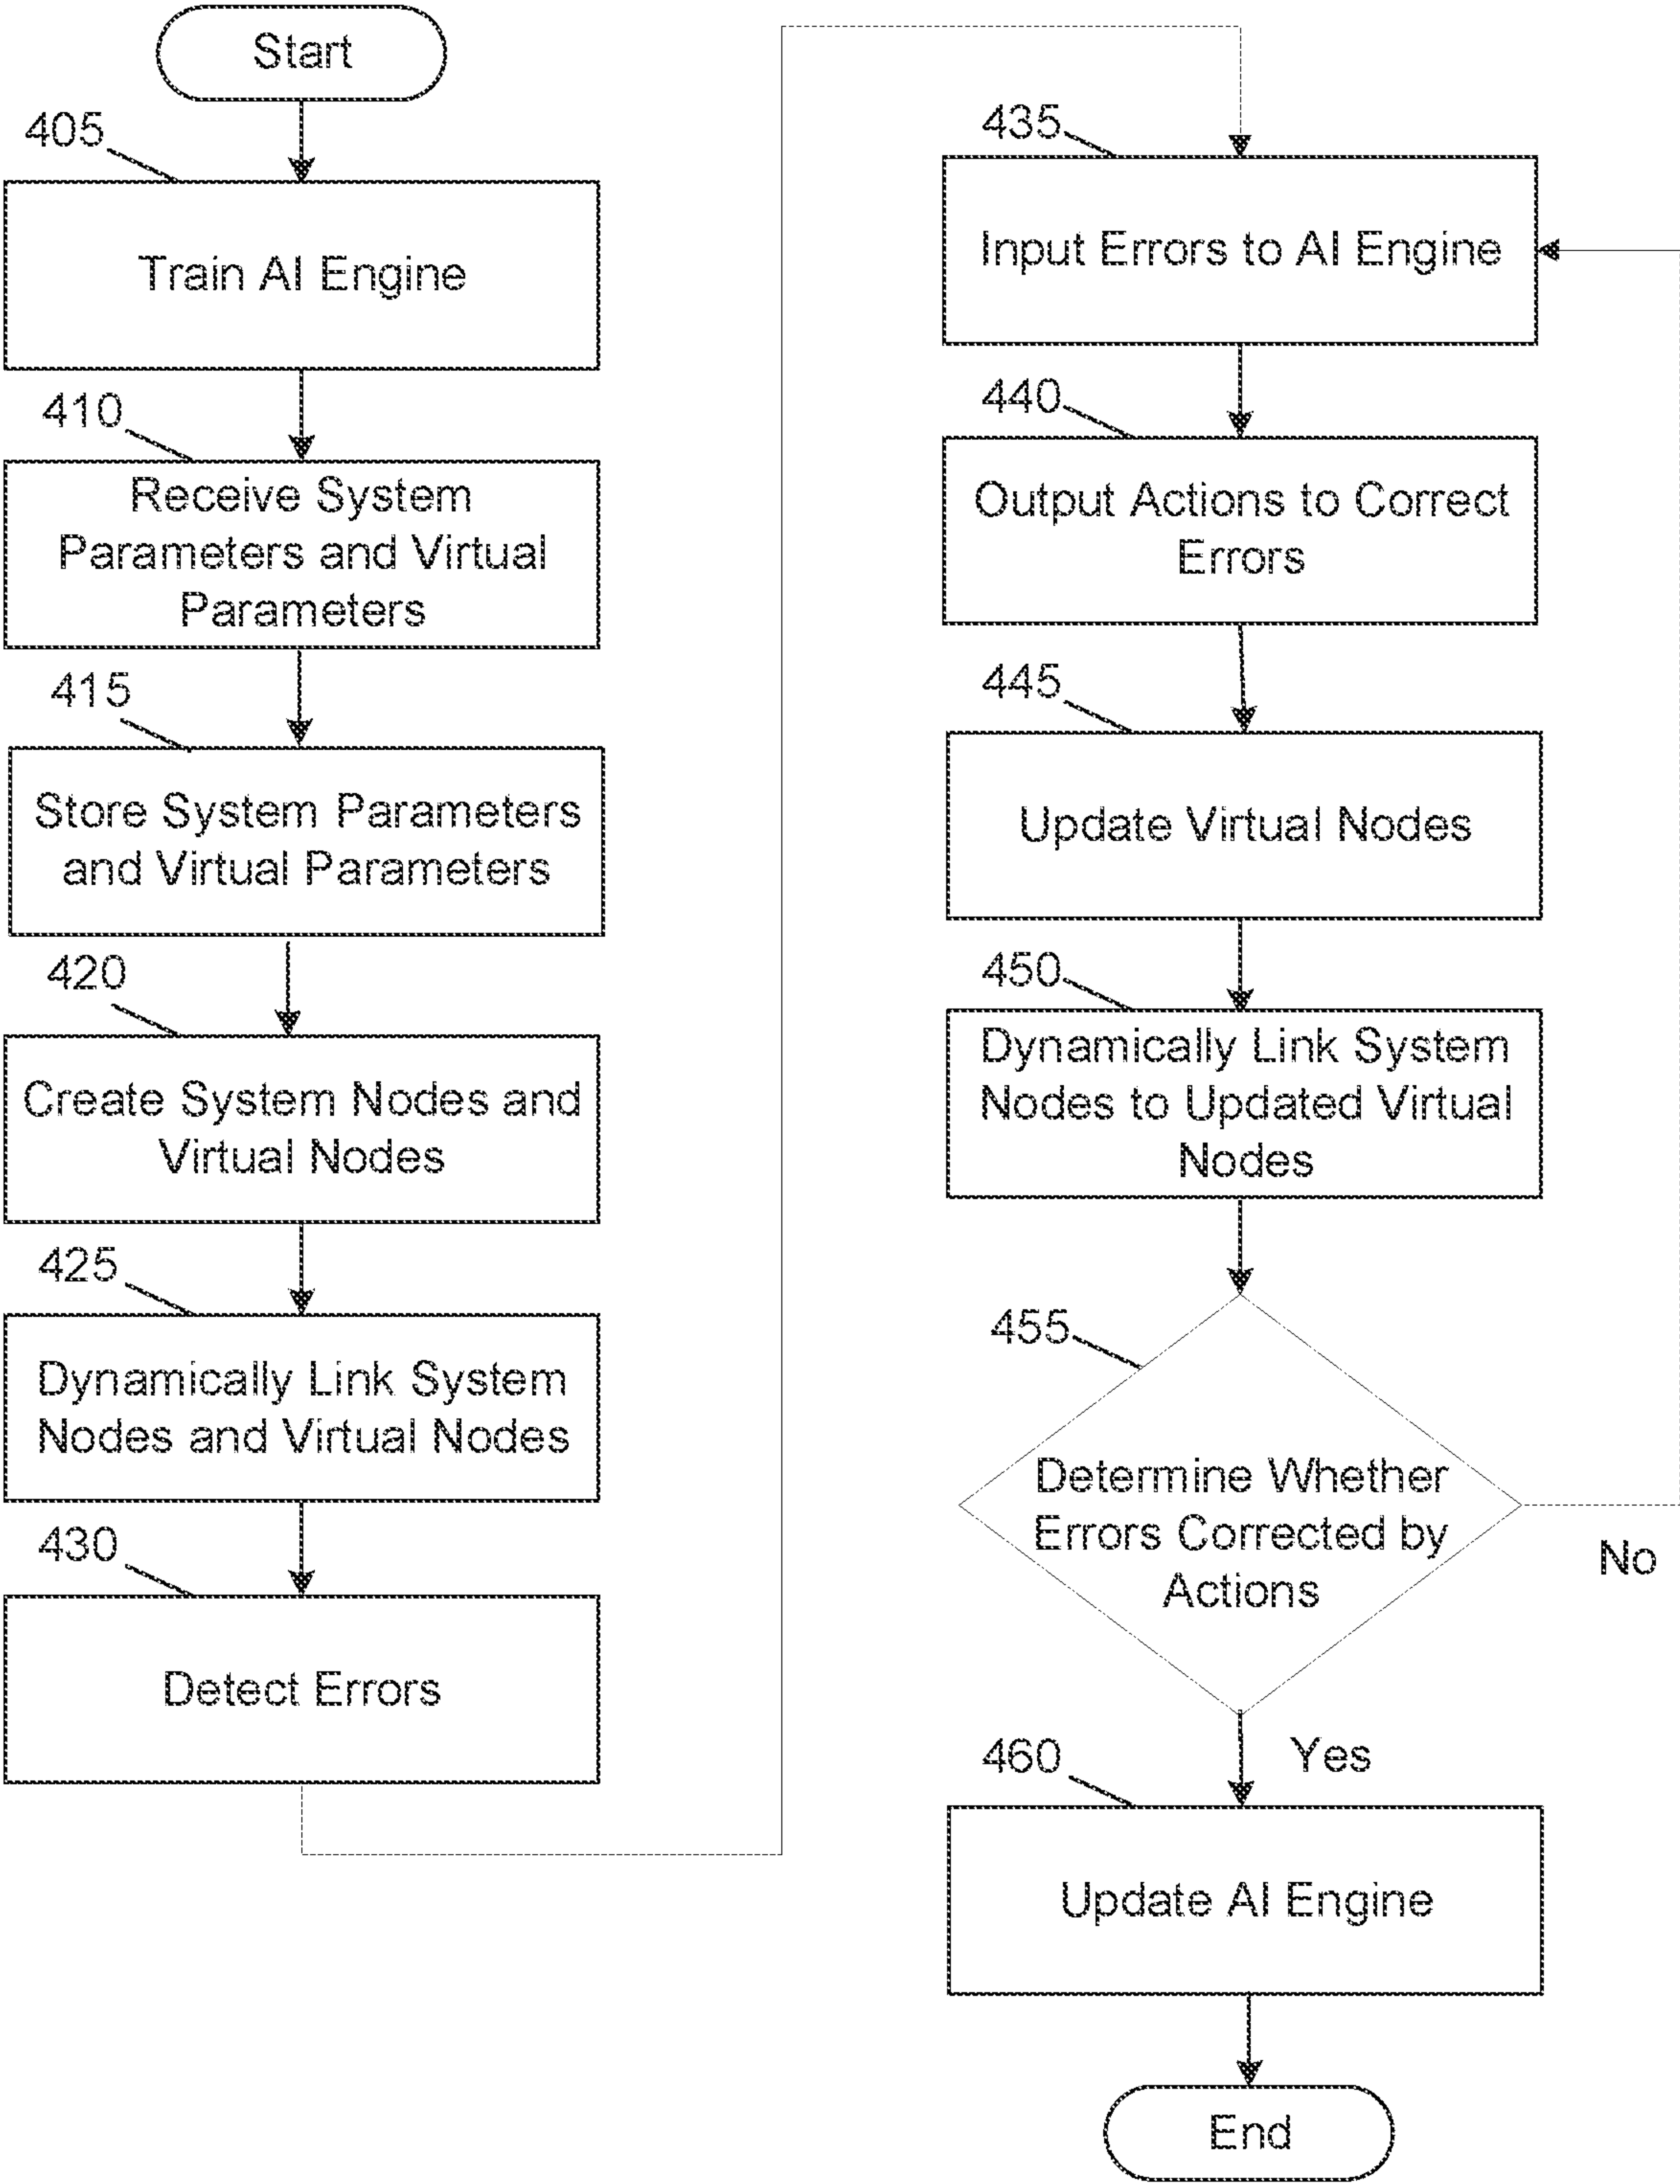 Start
405
Train AI Engine
410
Receive System
Parameters and Virtual
Parameters
415
Store System Parameters
and Virtual Parameters
420
Create System Nodes and
Virtual Nodes
425
Dynamically Link System
Nodes and Virtual Nodes
430
Detect Errors
435
Input Errors to AI Engine
440
Output Actions to Correct
Errors
445
Update Virtual Nodes
450
Dynamically Link System
Nodes to Updated Virtual
Nodes
455
Determine Whether
Errors Corrected by
Actions
No
Yes
460
Update AI Engine
End